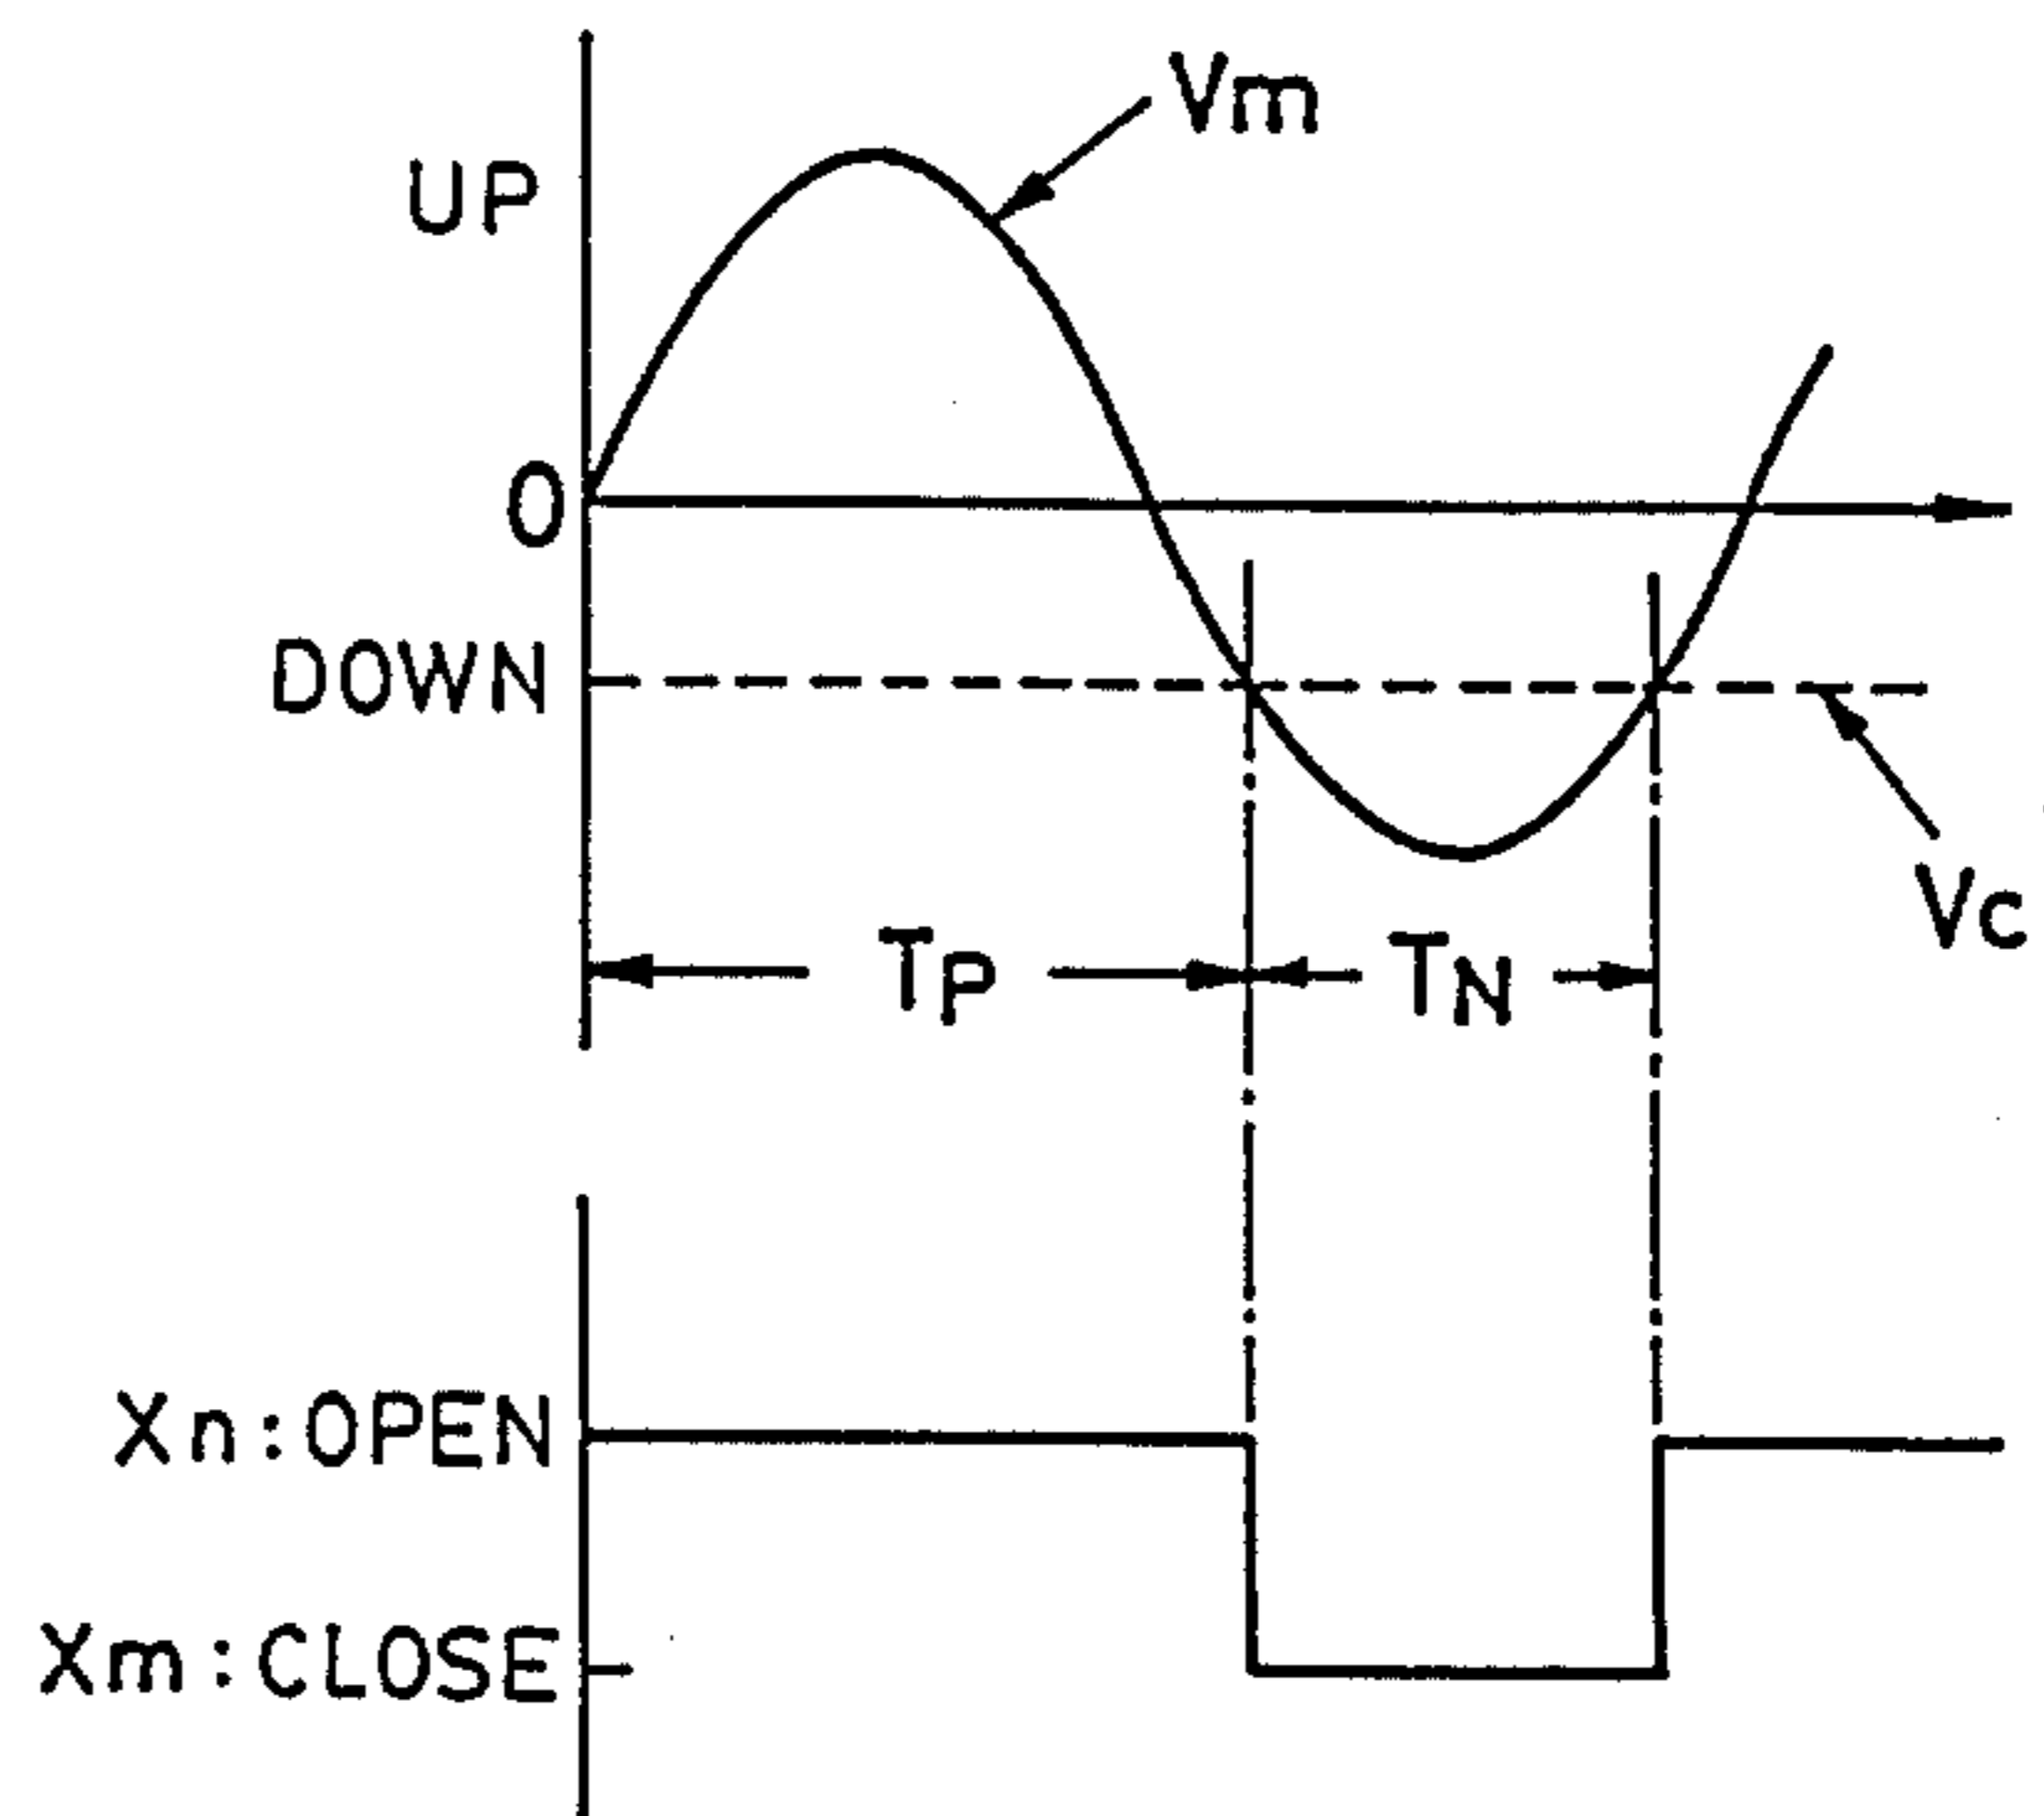 Vm
UP
0
DOWN
Vc
TP
TN
Xn:OPEN
Xm:CLOSE